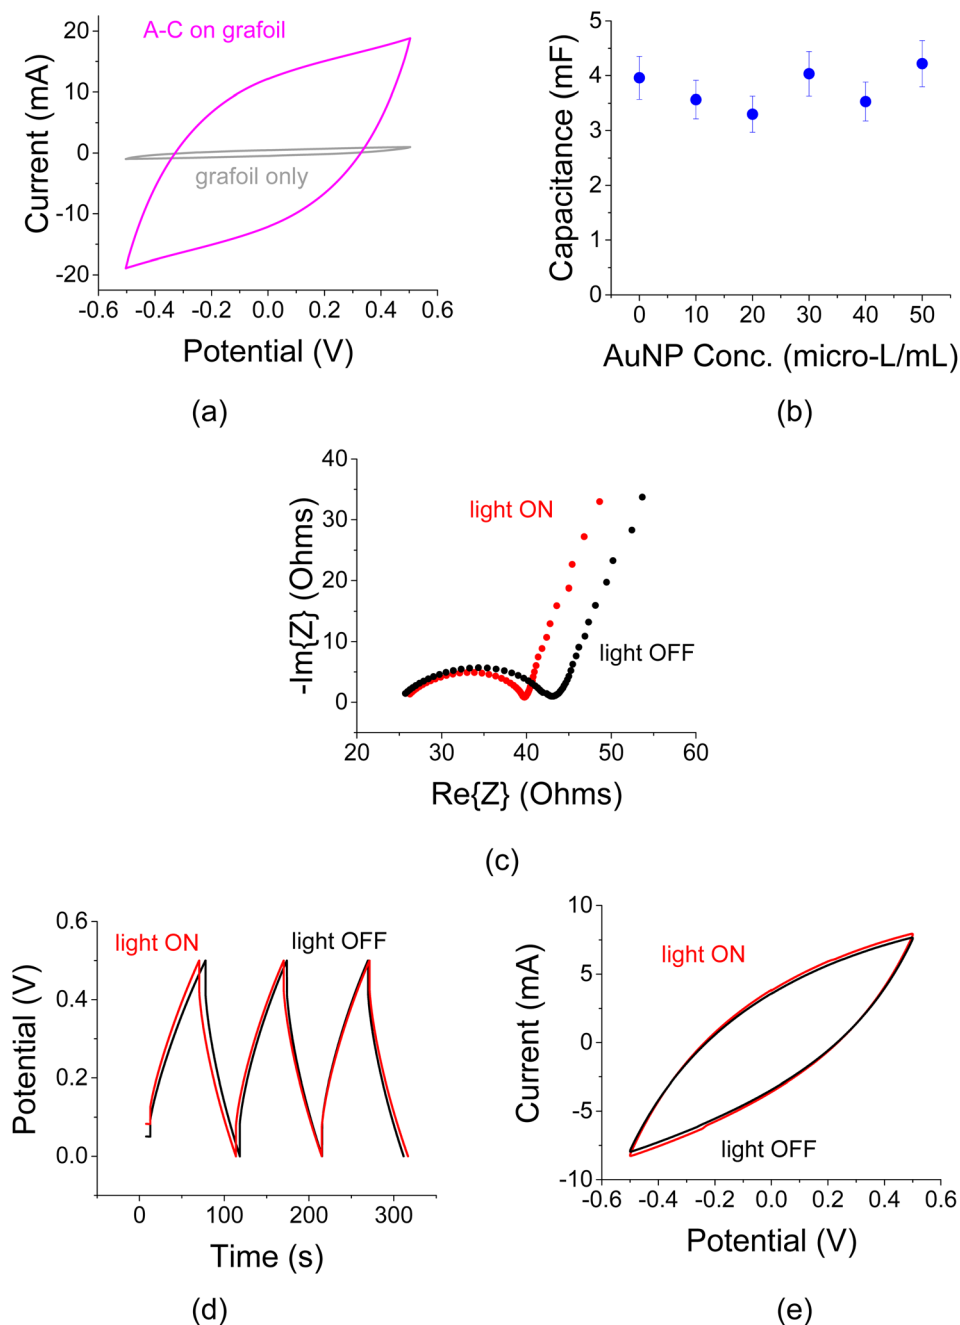 20
10
0
-10
-20
Current (mA)
A-C on grafoil
grafoil only
-0.6 -0.4 -0.2 0.0 0.2 0.4 0.6
Potential (V)
(a)
5
4
3
2
1
0
Capacitance (mF)
0 10 20 30 40 50
AuNP Conc. (micro-L/mL)
(b)
40
30
20
10
0
-Im{Z} (Ohms)
light ON
light OFF
20 30 40 50 60
Re{Z} (Ohms)
(c)
0.6
0.4
0.2
0.0
Potential (V)
light ON
light OFF
0 100 200 300
Time (s)
(d)
10
5
0
-5
-10
Current (mA)
light ON
light OFF
-0.6 -0.4 -0.2 0.0 0.2 0.4 0.6
Potential (V)
(e)